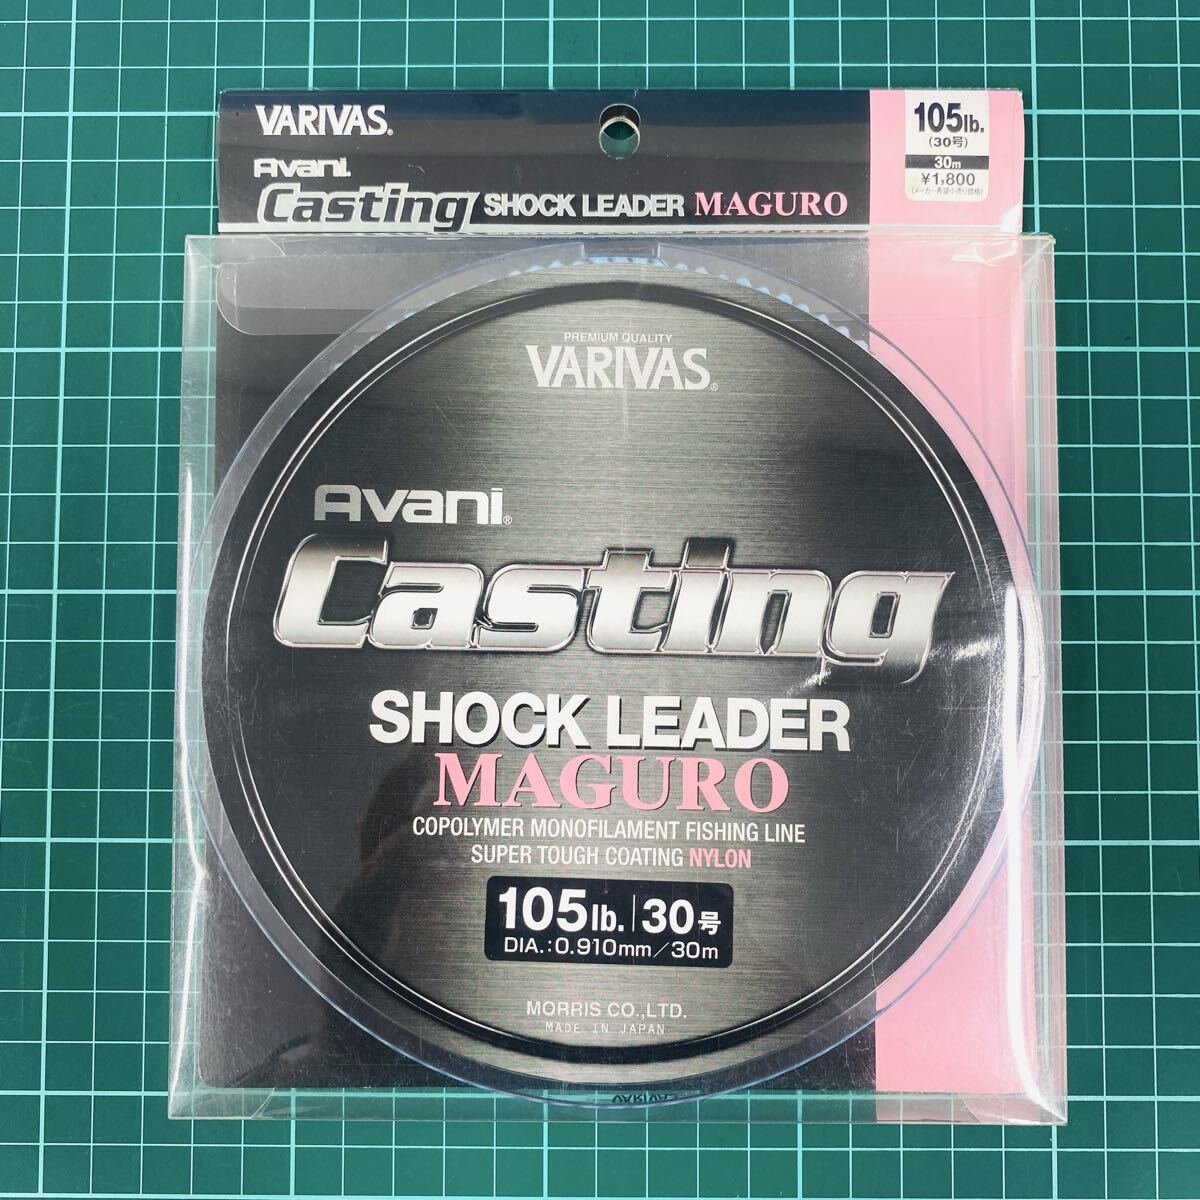 VARIVAS®
Avani
Casting SHOCK LEADER MAGURO
105lb.
(30号)
30m
¥1,800
(メーカー希望小売り価格)
PREMIUM QUALITY
VARIVAS®
Avani®
Casting
SHOCK LEADER
MAGURO
COPOLYMER MONOFILAMENT FISHING LINE
SUPER TOUGH COATING NYLON
105lb.|30号
DIA.:0.910mm/30m
MORRIS CO.,LTD.
MADE IN JAPAN
VARIVAS